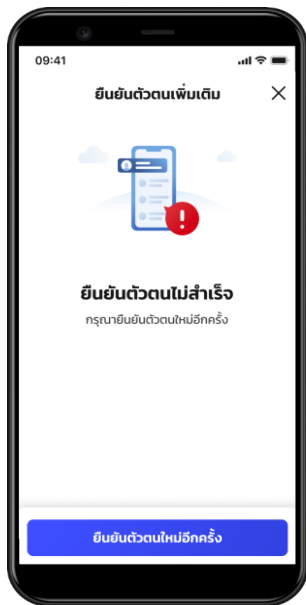 09:41
ยืนยันตัวตนเพิ่มเติม
ยืนยันตัวตนไม่สำเร็จ
กรุณายืนยันตัวตนใหม่อีกครั้ง
ยืนยันตัวตนใหม่อีกครั้ง